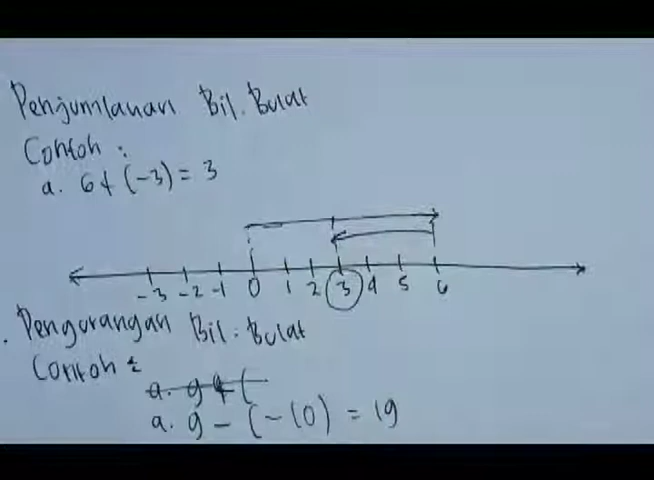 Penjumlahan Bil. Bulat
Contoh :
a. 6 + (-3) = 3
-3 -2 -1 0 1 2 3 4 5 6
. Pengurangan Bil. Bulat
Contoh :
a. 9 + (
a. 9 - (-10) = 19